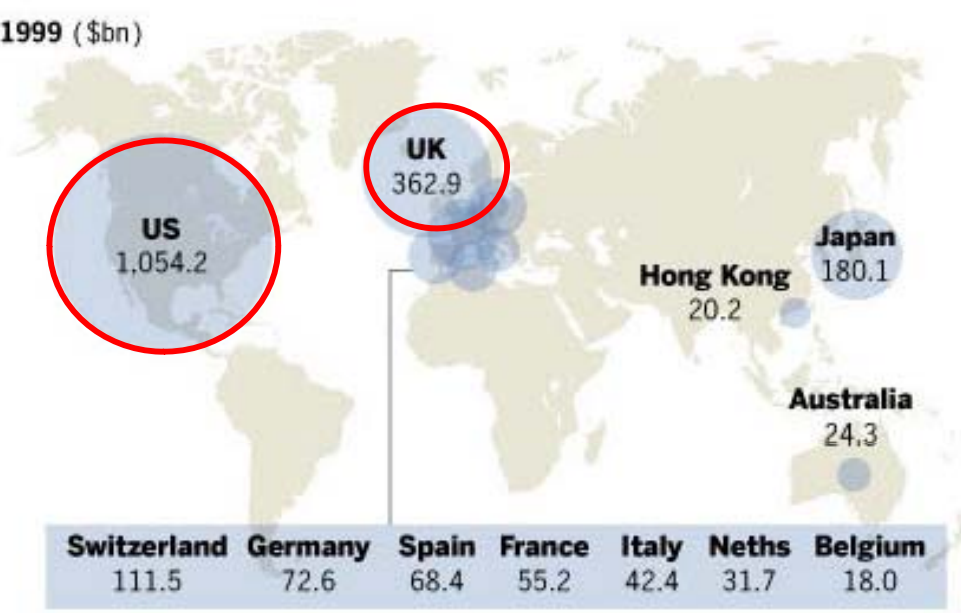 1999 ($bn)
UK
362.9
US
1,054.2
Japan
180.1
Hong Kong
20.2
Australia
24.3
Switzerland Germany Spain France Italy Neths Belgium
111.5 72.6 68.4 55.2 42.4 31.7 18.0